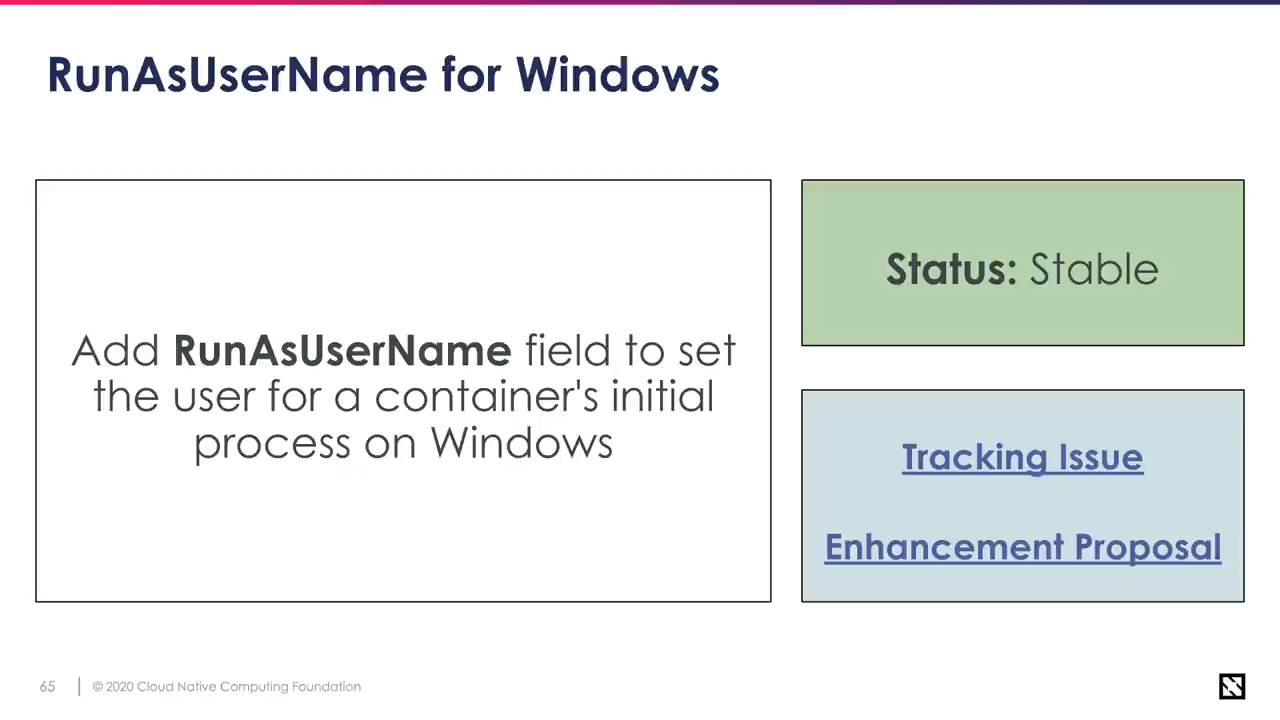 RunAsUserName for Windows
Add RunAsUserName field to set
the user for a container's initial
process on Windows
Status: Stable
Tracking Issue
Enhancement Proposal
65
© 2020 Cloud Native Computing Foundation